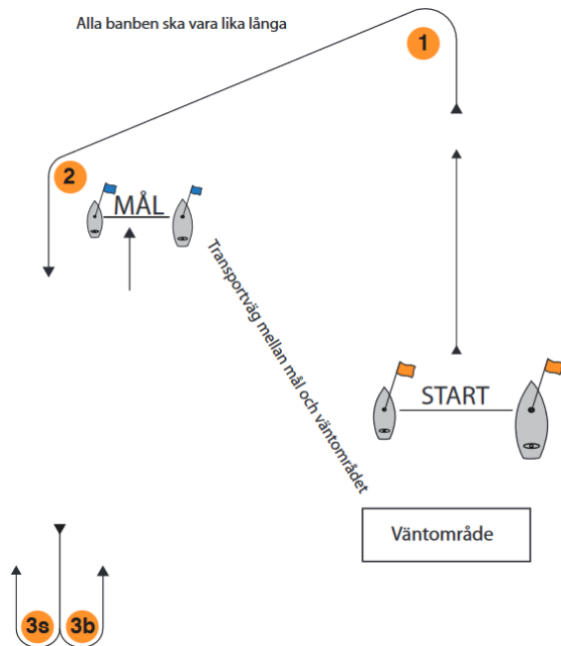 Alla banben ska vara lika långa
1
2
MÅL
Transportväg mellan mål och väntområdet
START
Väntområde
3s 3b